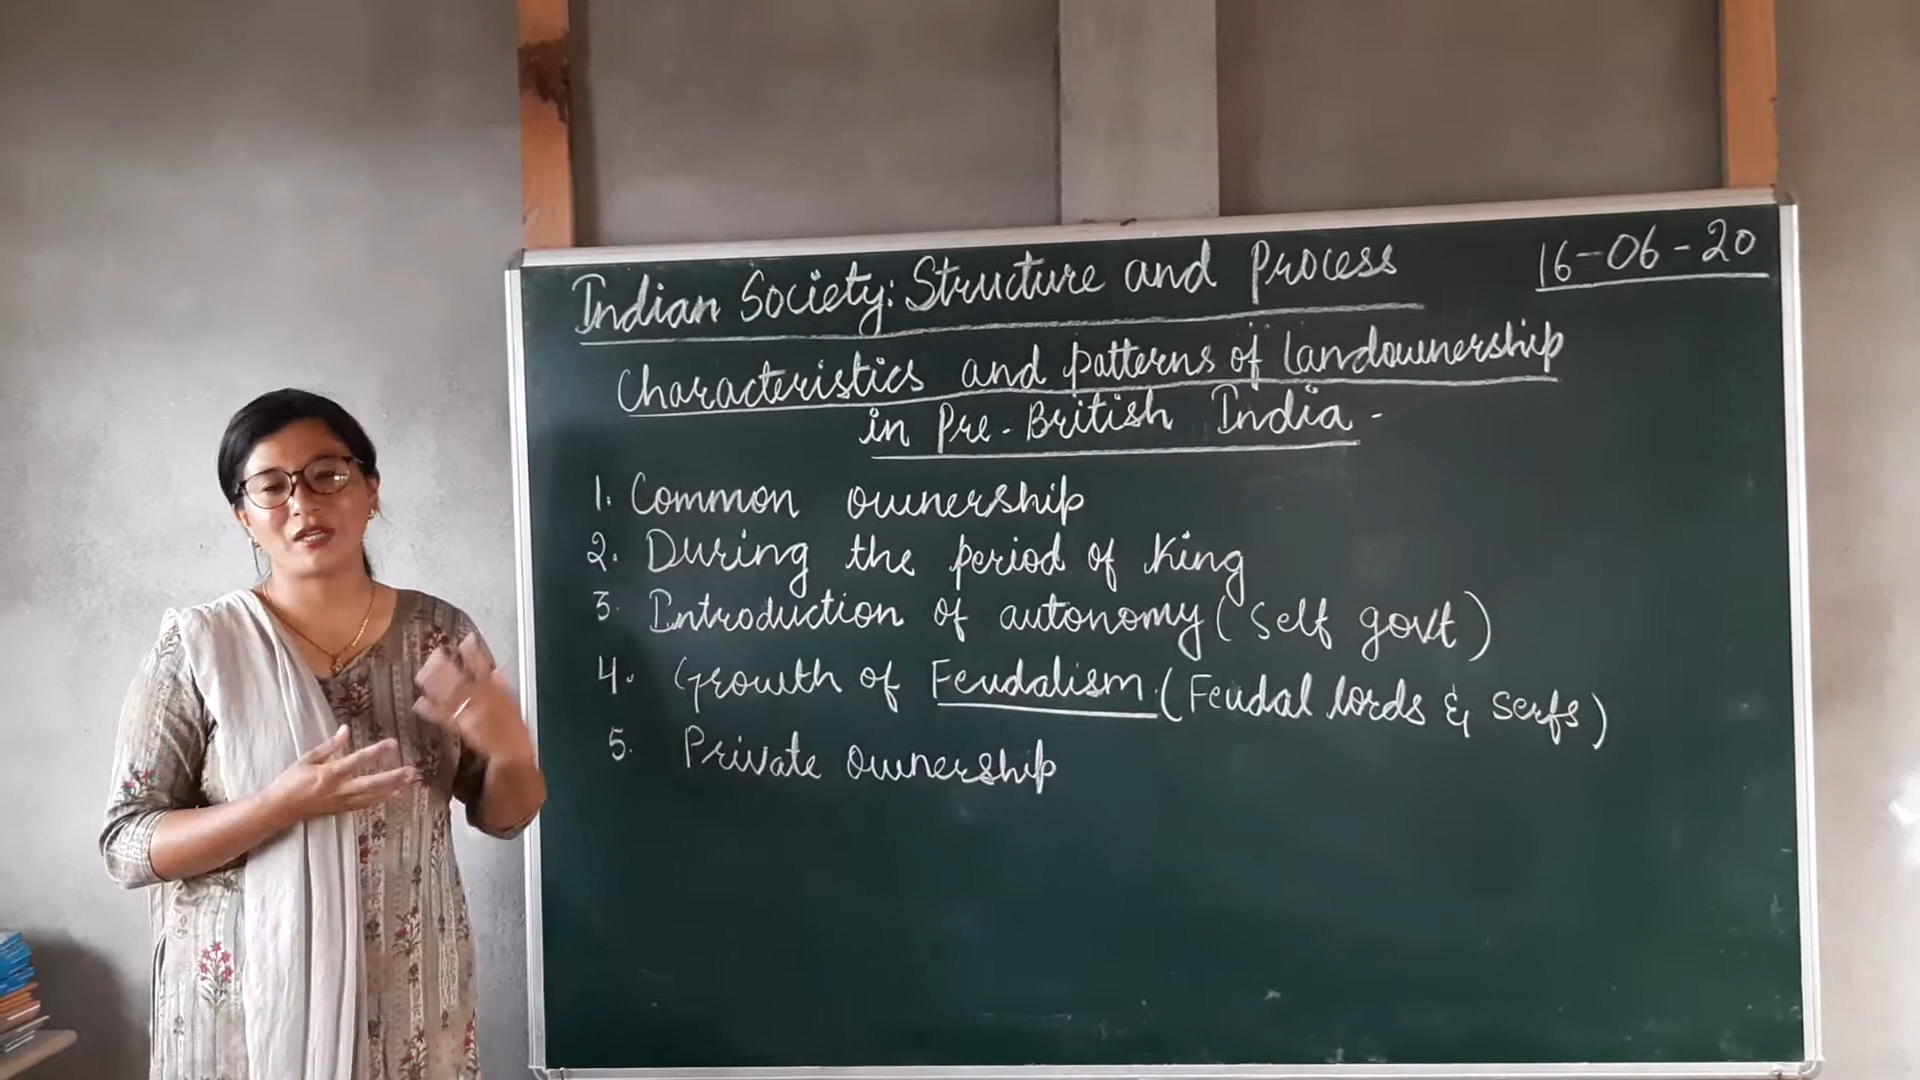 Indian Society: Structure and Process
16-06-20
Characteristics and patterns of landownership
in Pre-British India -
1. Common ownership
2. During the period of King
3. Introduction of autonomy (self govt)
4. Growth of Feudalism (Feudal lords & serfs)
5. Private ownership